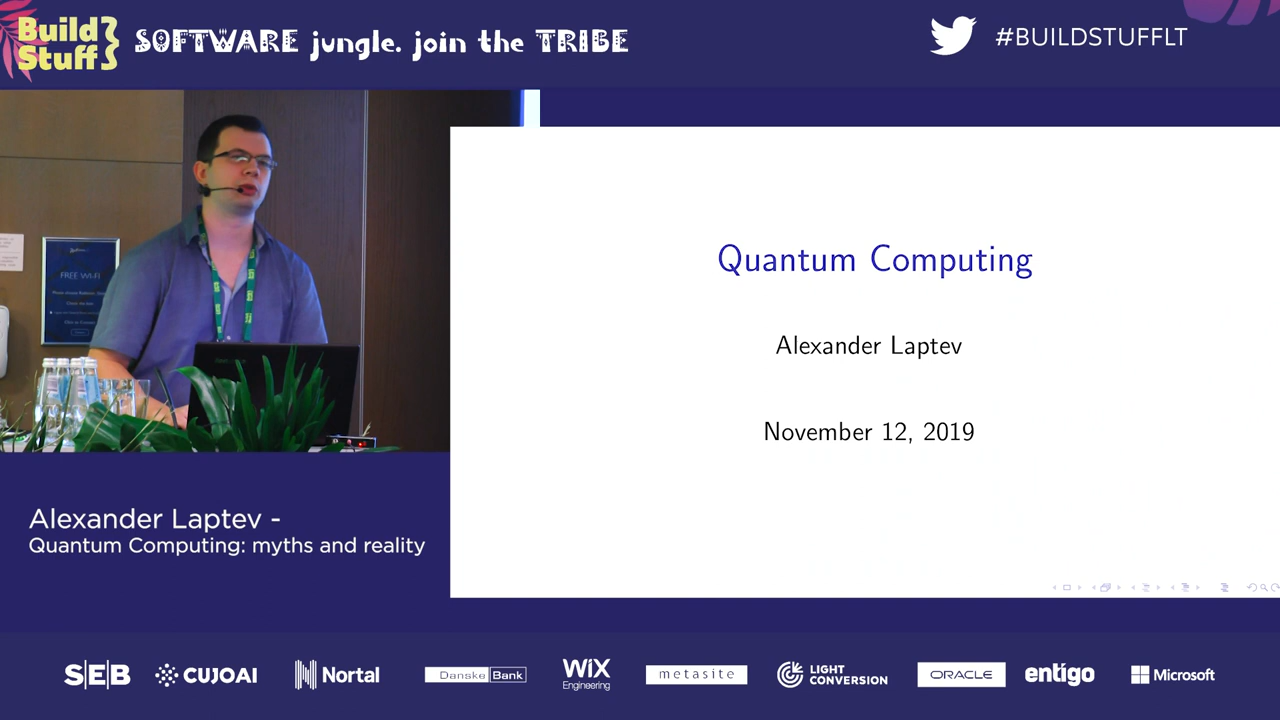 Build
Stuff
SOFTWARE jungle. join the TRIBE
#BUILDSTUFFLT
FREE WI-FI
Quantum Computing
Alexander Laptev
November 12, 2019
Alexander Laptev -
Quantum Computing: myths and reality
SEB
CUJOAI
Nortal
Danske Bank
WiX
Engineering
metasite
LIGHT
CONVERSION
ORACLE
entigo
Microsoft